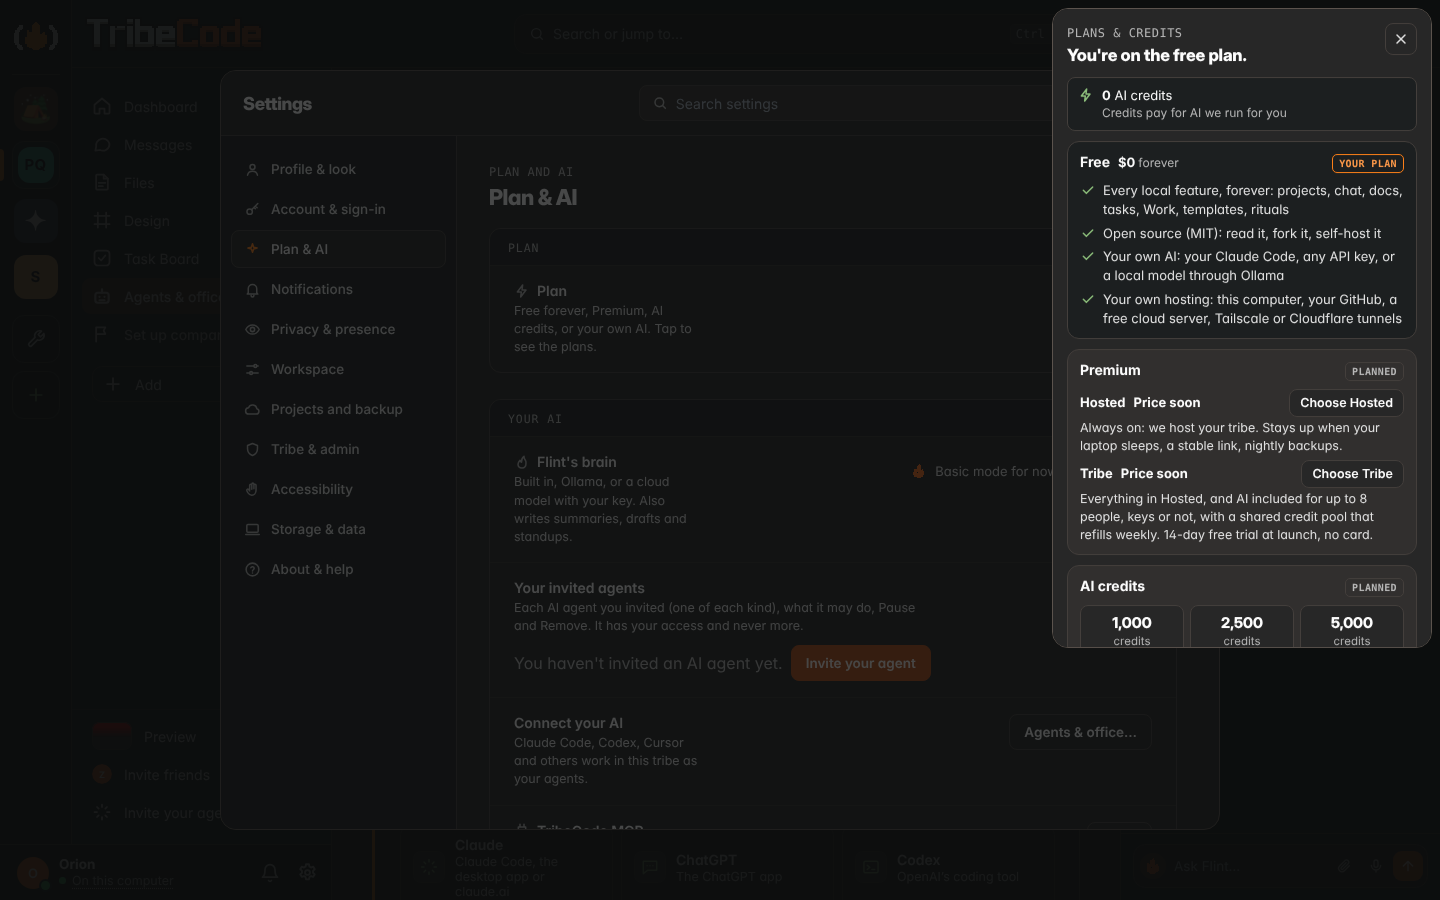 TribeCode
Search or jump to...
Ctrl
Dashboard
Messages
PO
Files
Design
Task Board
S
Agents & office
Set up compu
Add
Preview
Invite friends
Invite your age
Orion
On this computer
Settings
Search settings
Profile & look
Account & sign-in
Plan & AI
Notifications
Privacy & presence
Workspace
Projects and backup
Tribe & admin
Accessibility
Storage & data
About & help
PLAN AND AI
Plan & AI
PLAN
Plan
Free forever, Premium, AI
credits, or your own AI. Tap to
see the plans.
YOUR AI
Flint's brain
Built in, Ollama, or a cloud
model with your key. Also
writes summaries, drafts and
standups.
Basic mode for now
Your invited agents
Each AI agent you invited (one of each kind), what it may do, Pause
and Remove. It has your access and never more.
You haven't invited an AI agent yet.
Invite your agent
Connect your AI
Claude Code, Codex, Cursor
and others work in this tribe as
your agents.
Agents & office...
TribeCode MCP
Claude
Claude Code, the
desktop app or
claude.ai
ChatGPT
The ChatGPT app
Codex
OpenAI's coding tool
Ask Flint...
PLANS & CREDITS
You're on the free plan.
0 AI credits
Credits pay for AI we run for you
Free $0 forever
YOUR PLAN
Every local feature, forever: projects, chat, docs,
tasks, Work, templates, rituals
Open source (MIT): read it, fork it, self-host it
Your own AI: your Claude Code, any API key, or
a local model through Ollama
Your own hosting: this computer, your GitHub, a
free cloud server, Tailscale or Cloudflare tunnels
Premium
PLANNED
Hosted Price soon
Choose Hosted
Always on: we host your tribe. Stays up when your
laptop sleeps, a stable link, nightly backups.
Tribe Price soon
Choose Tribe
Everything in Hosted, and AI included for up to 8
people, keys or not, with a shared credit pool that
refills weekly. 14-day free trial at launch, no card.
AI credits
PLANNED
1,000 2,500 5,000
credits credits credits